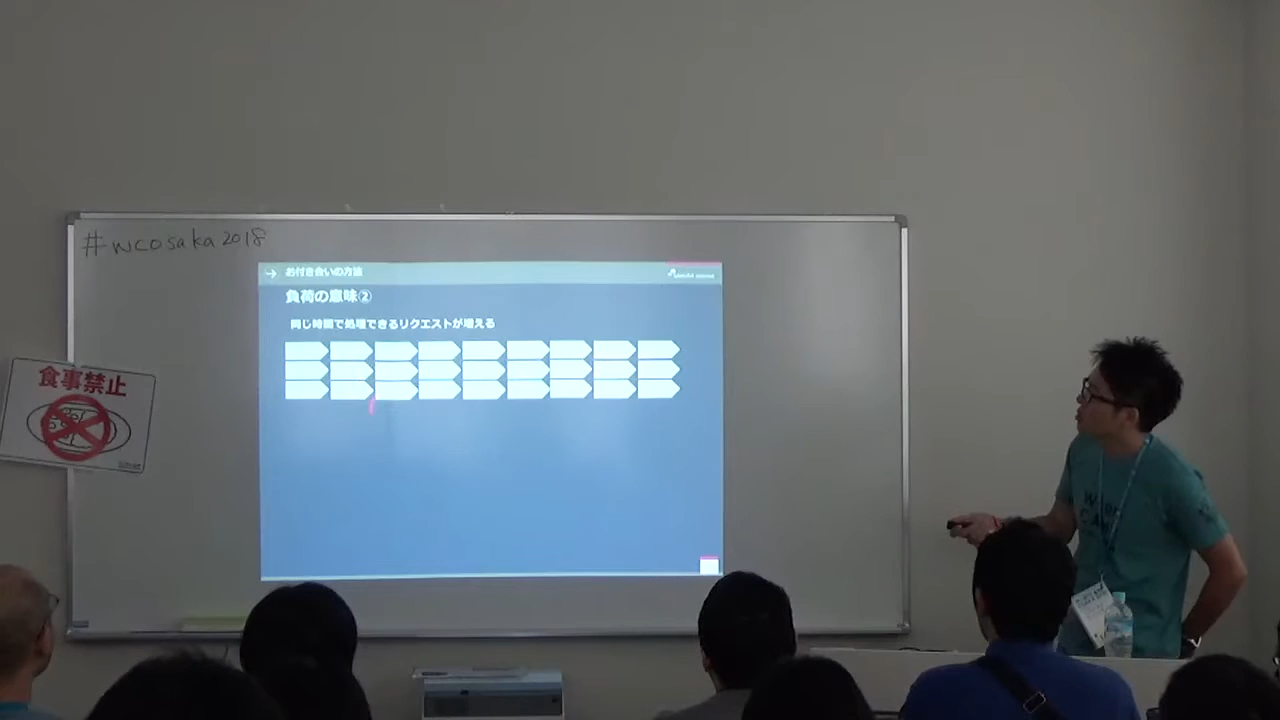 #wcosaka2018
お付き合いの方法
負荷の意味②
同じ時間で処理できるリクエストが増える
食事禁止